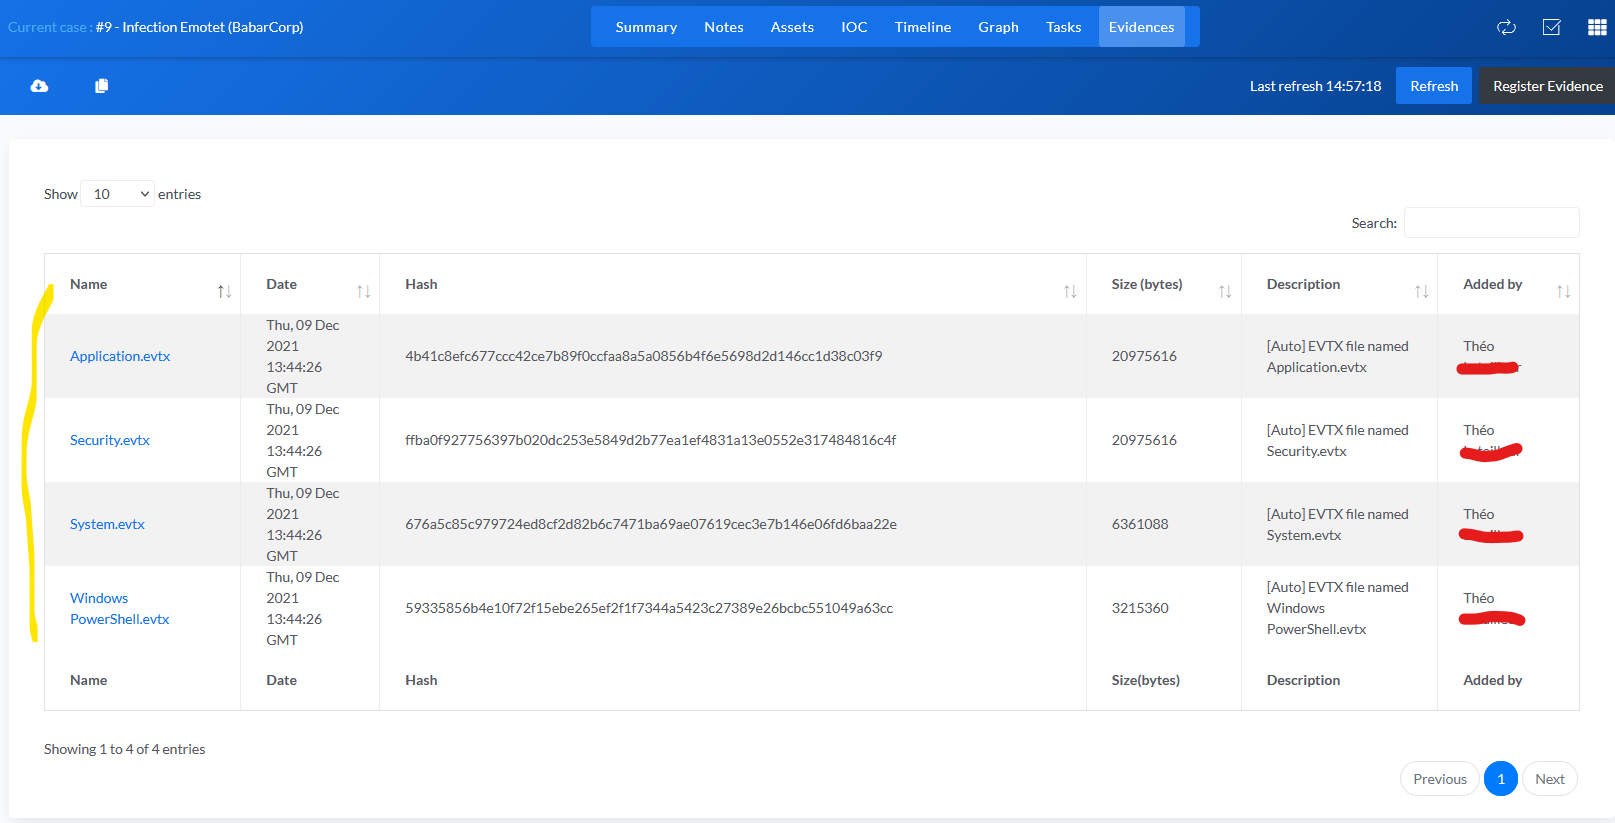 Current case : #9 - Infection Emotet (BabarCorp)
Summary Notes Assets IOC Timeline Graph Tasks Evidences
Last refresh 14:57:18 Refresh Register Evidence
Show 10 entries
Search:
Name Date Hash Size (bytes) Description Added by
Application.evtx
Thu, 09 Dec
2021
13:44:26
GMT
4b41c8efc677ccc42ce7b89f0ccfaa8a5a0856b4f6e5698d2d146cc1d38c03f9
20975616
[Auto] EVTX file named
Application.evtx
Théo
Security.evtx
Thu, 09 Dec
2021
13:44:26
GMT
ffba0f927756397b020dc253e5849d2b77ea1ef4831a13e0552e317484816c4f
20975616
[Auto] EVTX file named
Security.evtx
Théo
System.evtx
Thu, 09 Dec
2021
13:44:26
GMT
676a5c85c979724ed8cf2d82b6c7471ba69ae07619cec3e7b146e06fd6baa22e
6361088
[Auto] EVTX file named
System.evtx
Théo
Windows
PowerShell.evtx
Thu, 09 Dec
2021
13:44:26
GMT
59335856b4e10f72f15ebe265ef2f1f7344a5423c27389e26bcbc551049a63cc
3215360
[Auto] EVTX file named
Windows
PowerShell.evtx
Théo
Name Date Hash Size(bytes) Description Added by
Showing 1 to 4 of 4 entries
Previous 1 Next